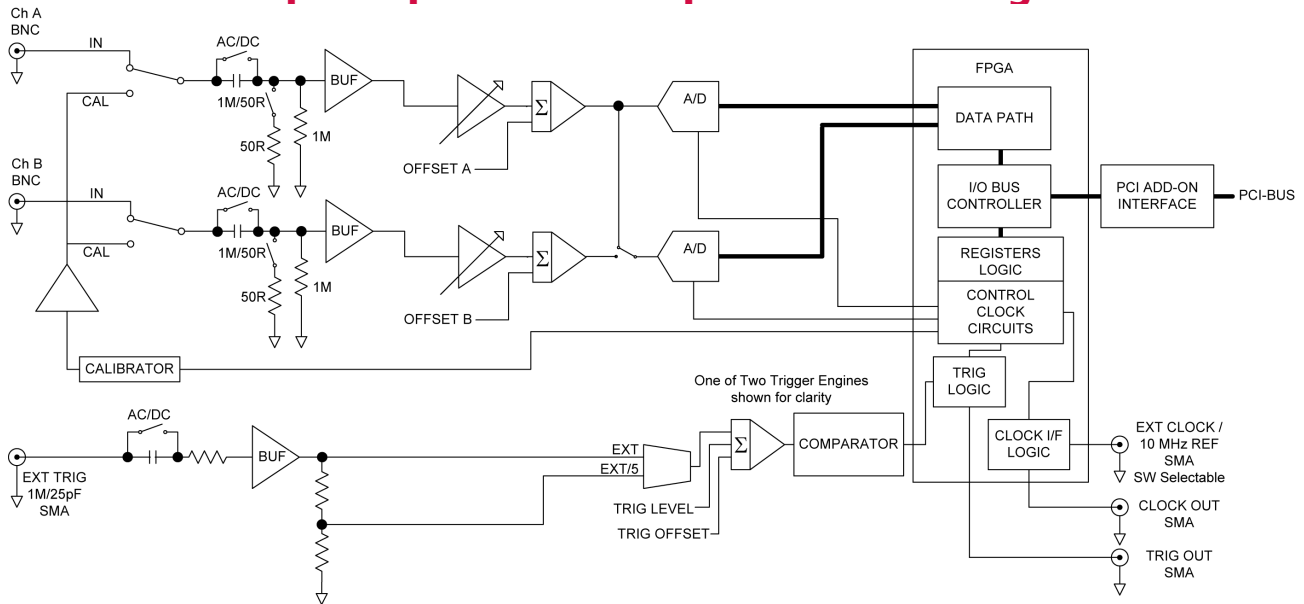 Ch A
BNC
IN
CAL
AC/DC
1M/50R
50R
1M
BUF
OFFSET A
Σ
A/D
FPGA
DATA PATH
Ch B
BNC
IN
CAL
AC/DC
1M/50R
50R
1M
BUF
OFFSET B
Σ
A/D
I/O BUS
CONTROLLER
PCI ADD-ON
INTERFACE
PCI-BUS
REGISTERS
LOGIC
CONTROL
CLOCK
CIRCUITS
CALIBRATOR
TRIG
LOGIC
One of Two Trigger Engines
shown for clarity
AC/DC
EXT TRIG
1M/25pF
SMA
BUF
EXT
EXT/5
TRIG LEVEL
TRIG OFFSET
Σ
COMPARATOR
CLOCK I/F
LOGIC
EXT CLOCK /
10 MHz REF
SMA
SW Selectable
CLOCK OUT
SMA
TRIG OUT
SMA